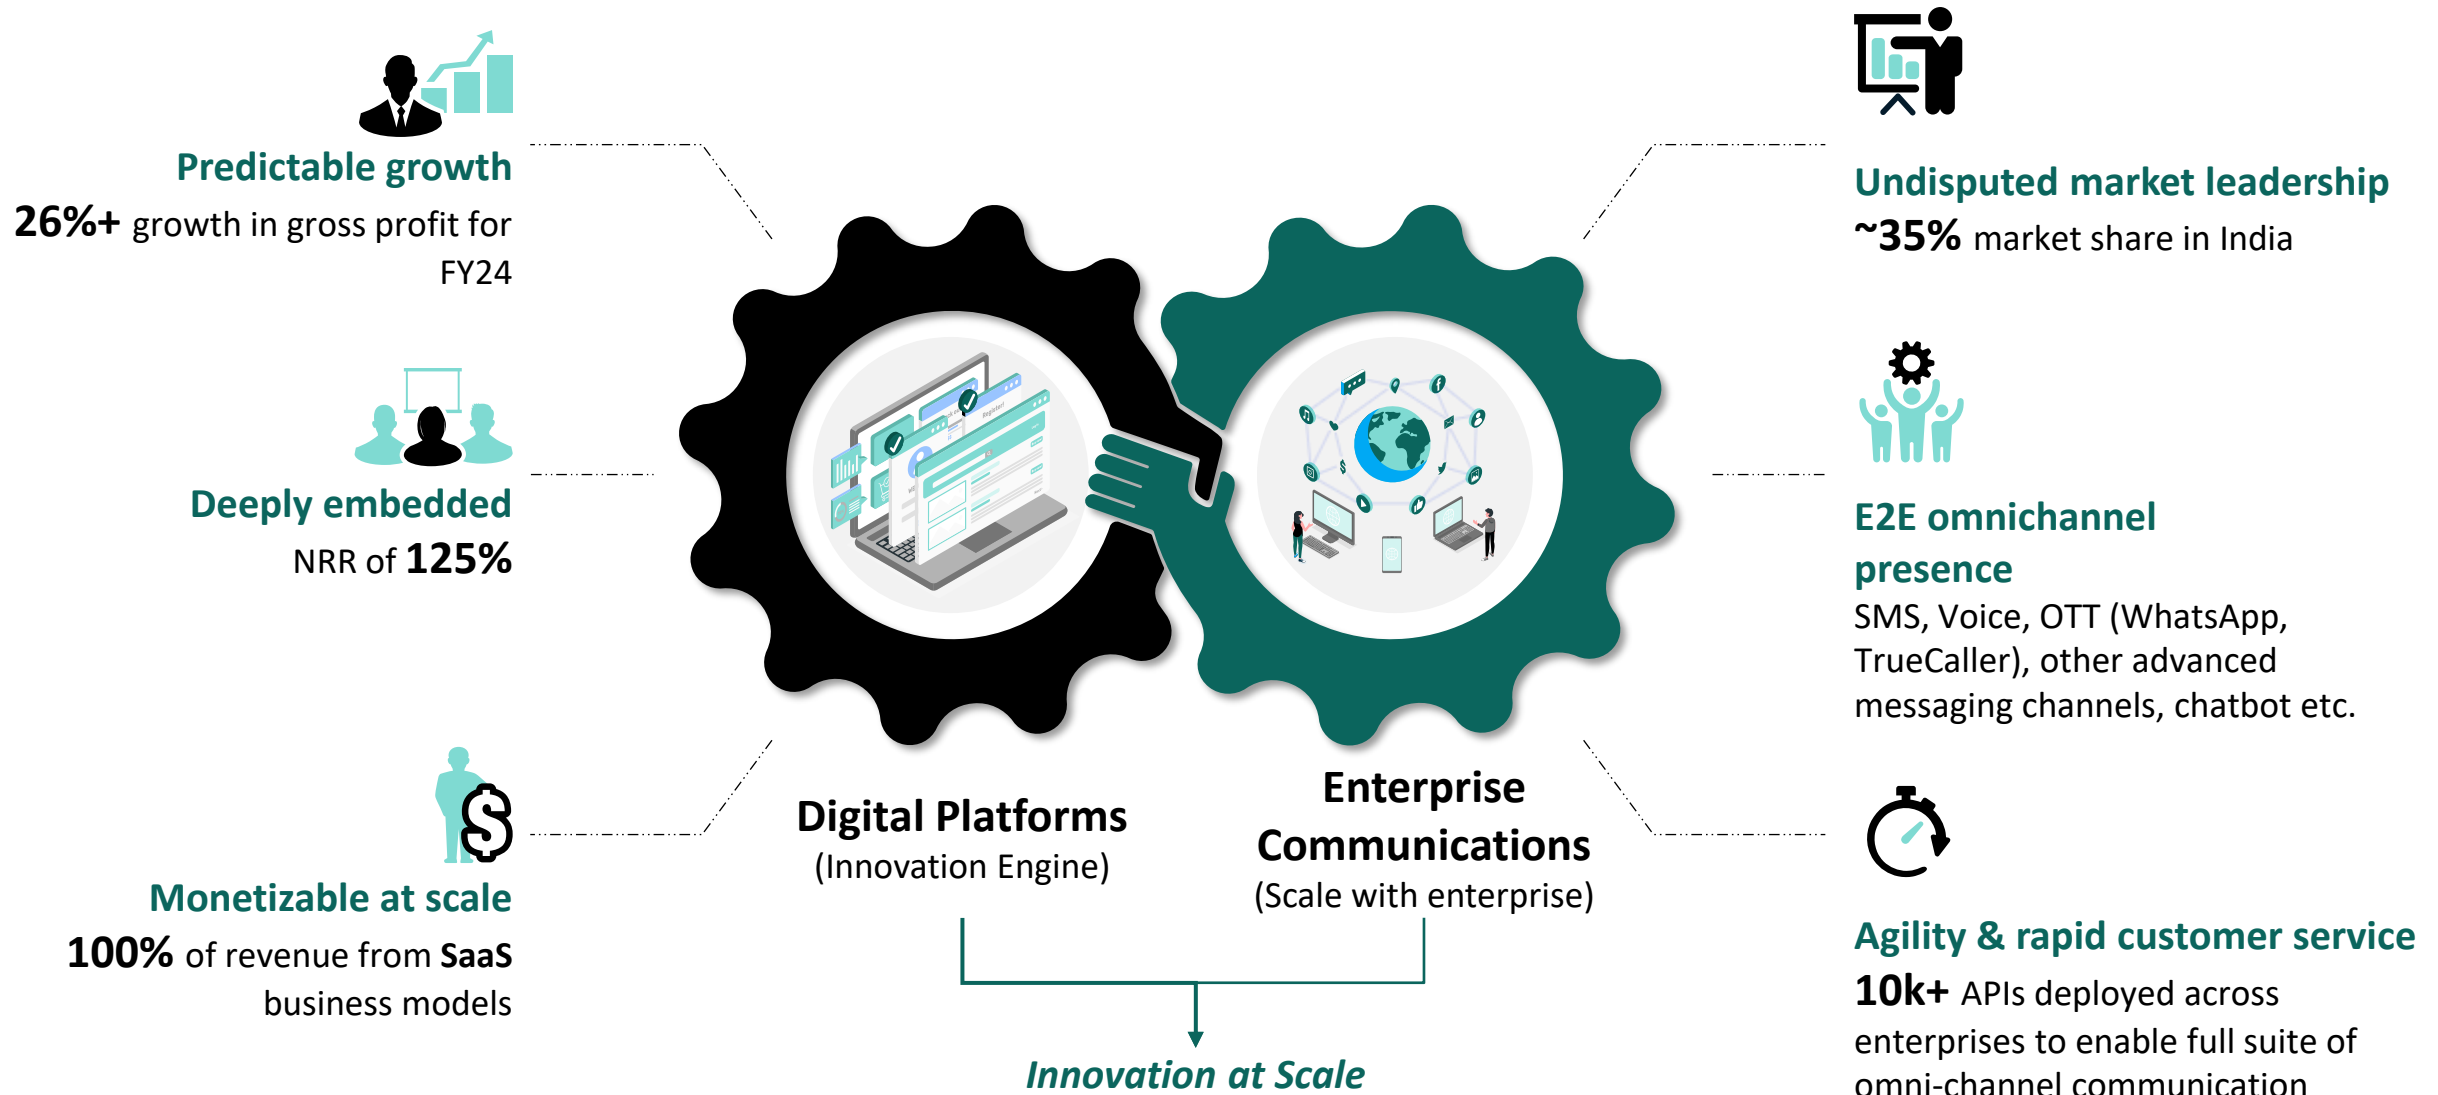 Predictable growth
26%+ growth in gross profit for
FY24
Deeply embedded
NRR of 125%
Monetizable at scale
100% of revenue from SaaS
business models
Digital Platforms
(Innovation Engine)
Enterprise
Communications
(Scale with enterprise)
Innovation at Scale
Undisputed market leadership
~35% market share in India
E2E omnichannel
presence
SMS, Voice, OTT (WhatsApp,
TrueCaller), other advanced
messaging channels, chatbot etc.
Agility & rapid customer service
10k+ APIs deployed across
enterprises to enable full suite of
omni-channel communication